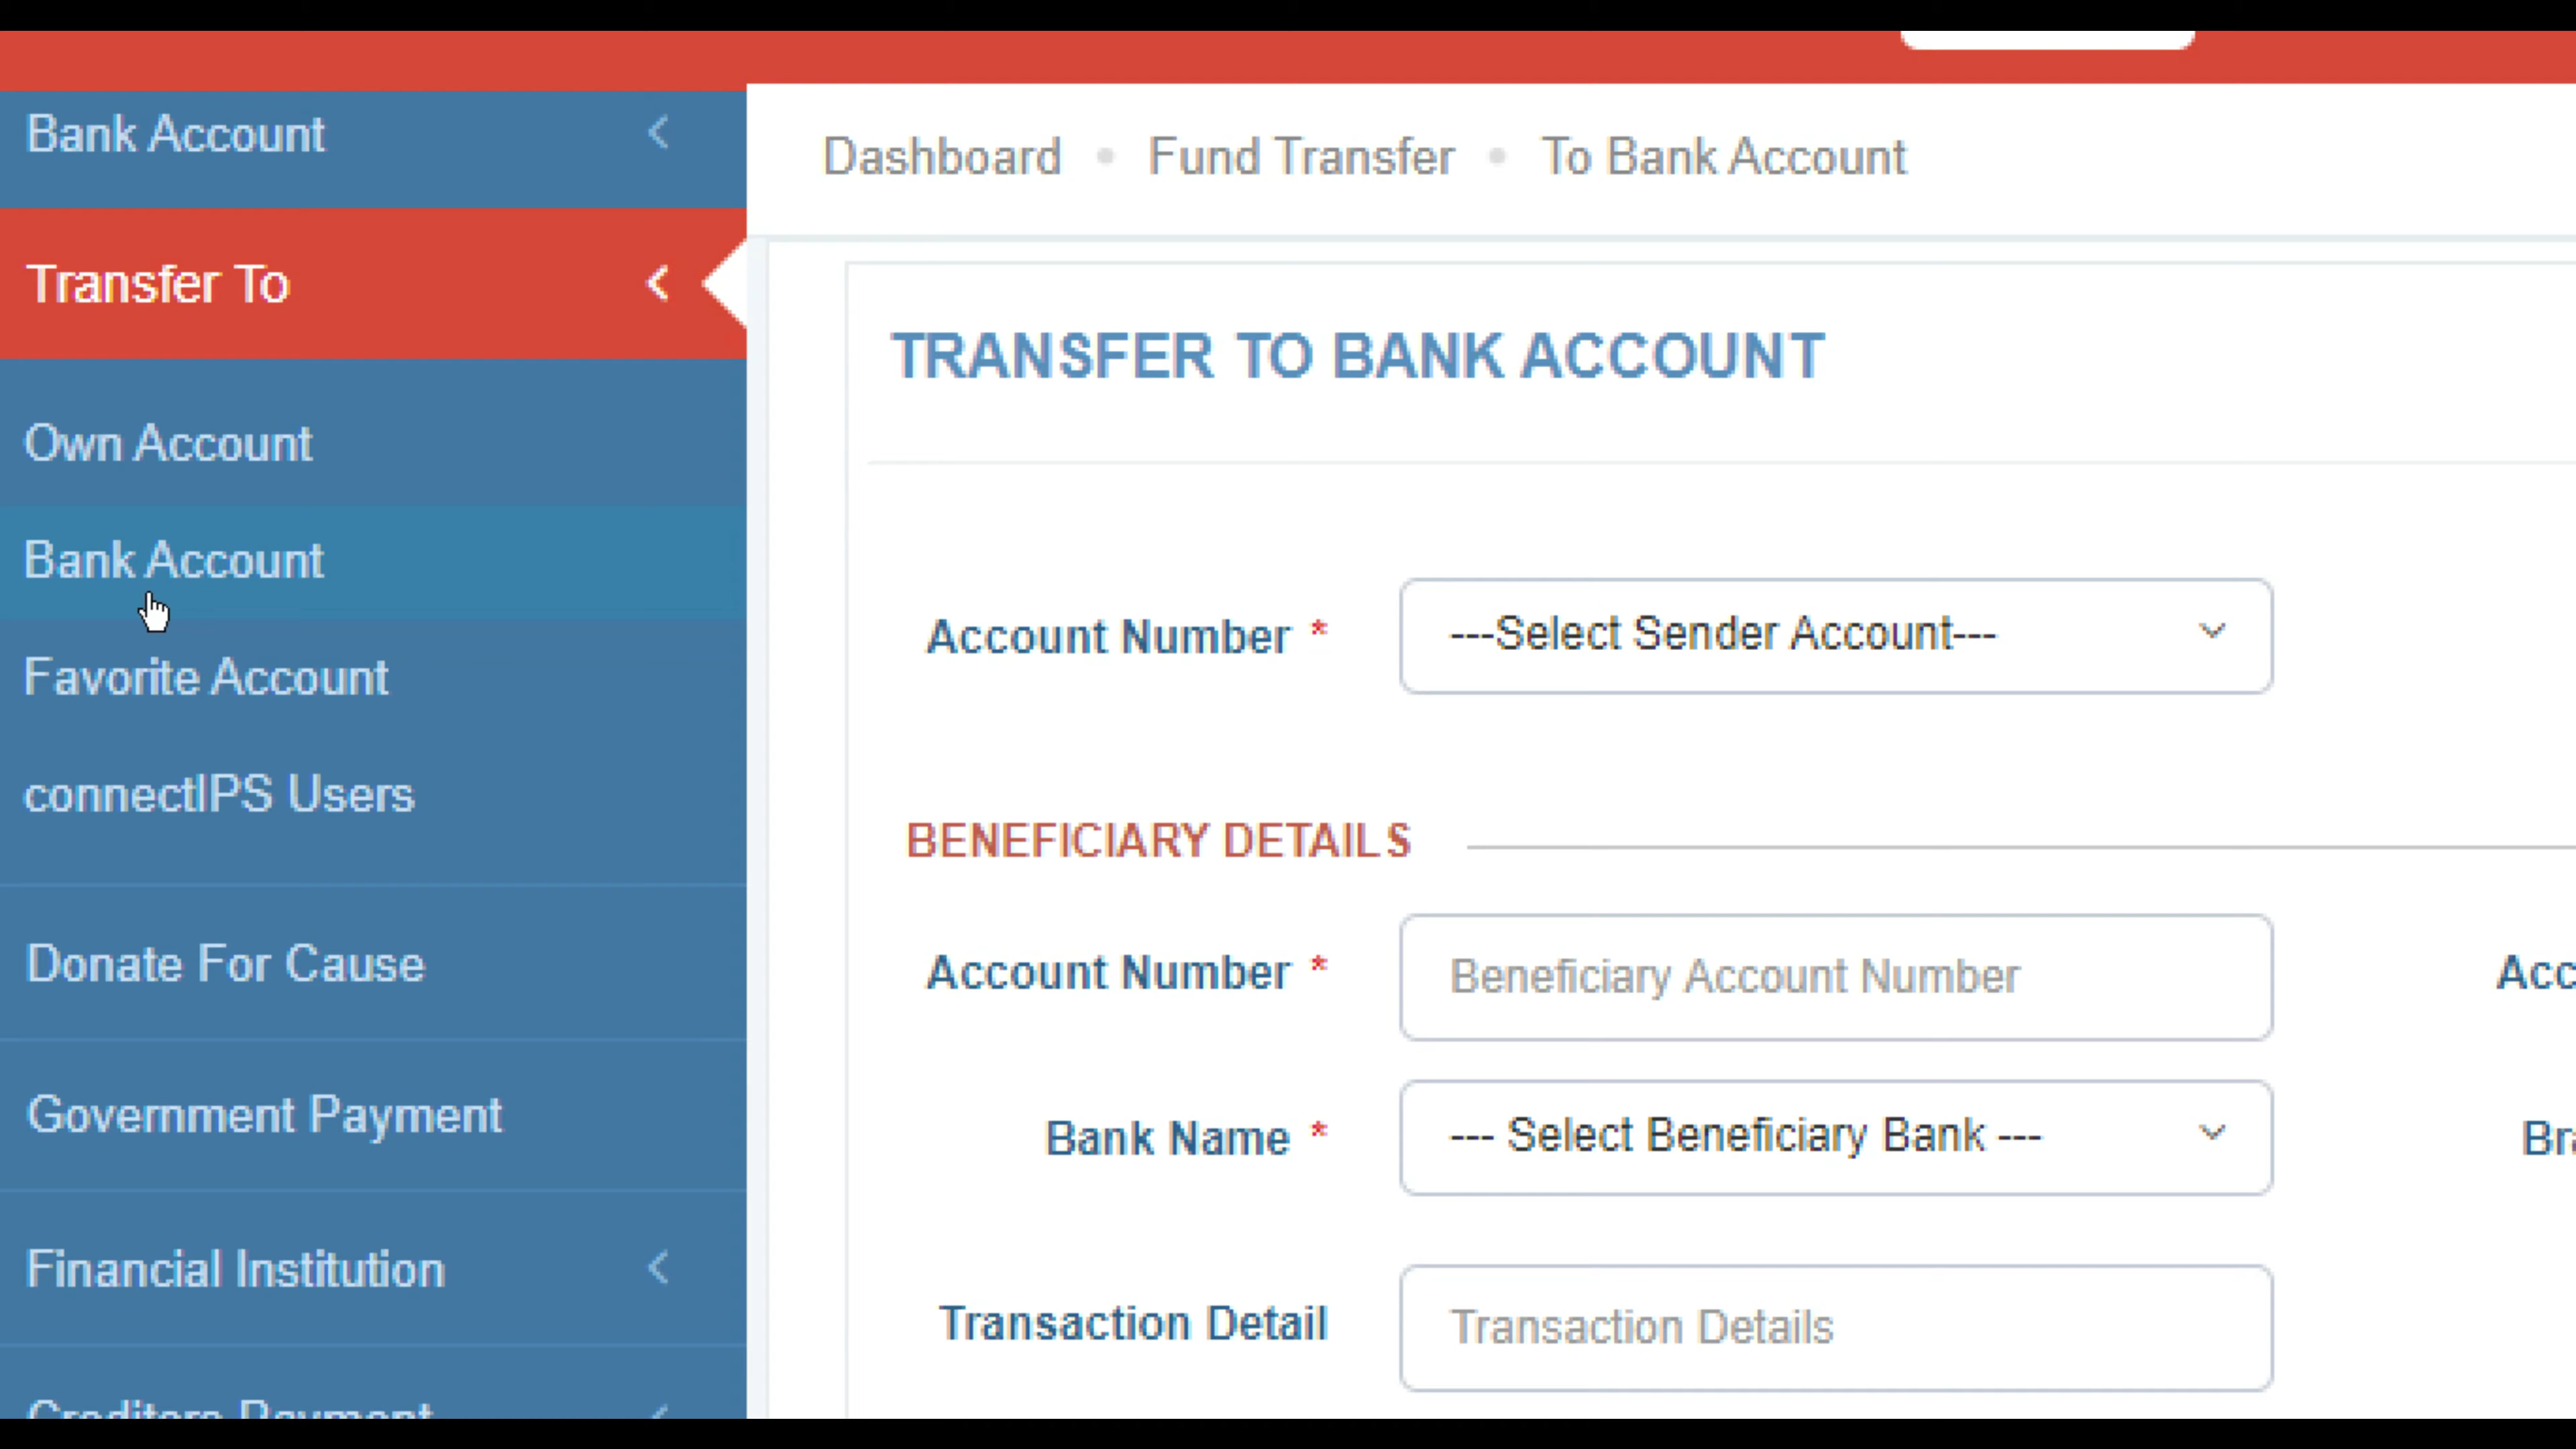 Bank Account
Transfer To
Own Account
Bank Account
Favorite Account
connectIPS Users
Donate For Cause
Government Payment
Financial Institution
Creditors Payment
Dashboard • Fund Transfer • To Bank Account
TRANSFER TO BANK ACCOUNT
Account Number * ---Select Sender Account---
BENEFICIARY DETAILS
Account Number * Beneficiary Account Number
Bank Name * --- Select Beneficiary Bank ---
Transaction Detail Transaction Details